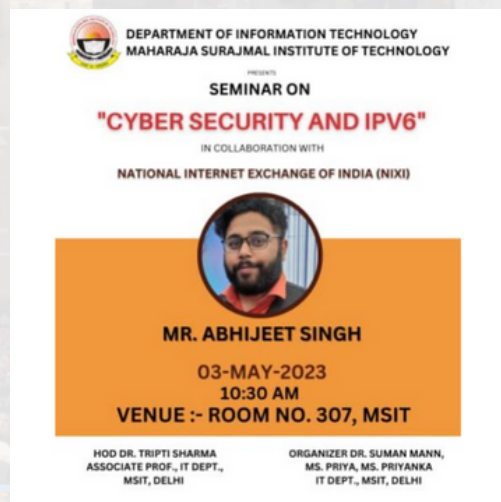 DEPARTMENT OF INFORMATION TECHNOLOGY
MAHARAJA SURAJMAL INSTITUTE OF TECHNOLOGY
PRESENTS
SEMINAR ON
"CYBER SECURITY AND IPV6"
IN COLLABORATION WITH
NATIONAL INTERNET EXCHANGE OF INDIA (NIXI)
MR. ABHIJEET SINGH
03-MAY-2023
10:30 AM
VENUE :- ROOM NO. 307, MSIT
HOD DR. TRIPTI SHARMA
ASSOCIATE PROF., IT DEPT.,
MSIT, DELHI
ORGANIZER DR. SUMAN MANN,
MS. PRIYA, MS. PRIYANKA
IT DEPT., MSIT, DELHI